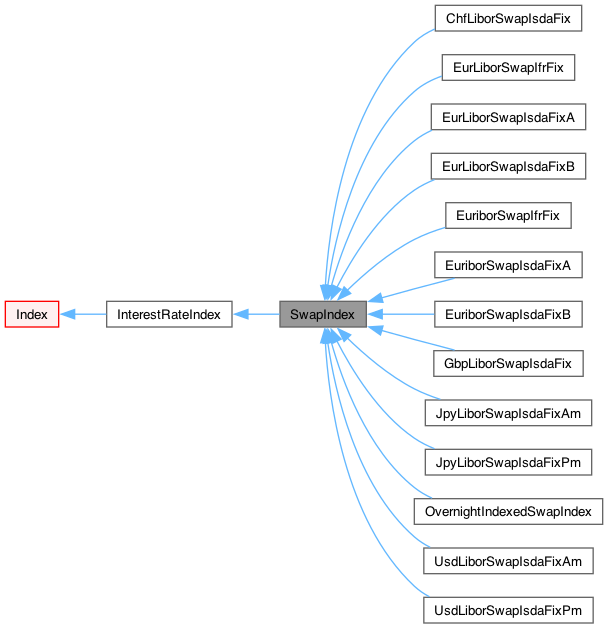 ChfLiborSwapIsdaFix
EurLiborSwapIfrFix
EurLiborSwapIsdaFixA
EurLiborSwapIsdaFixB
EuriborSwapIfrFix
EuriborSwapIsdaFixA
Index
InterestRateIndex
SwapIndex
EuriborSwapIsdaFixB
GbpLiborSwapIsdaFix
JpyLiborSwapIsdaFixAm
JpyLiborSwapIsdaFixPm
OvernightIndexedSwapIndex
UsdLiborSwapIsdaFixAm
UsdLiborSwapIsdaFixPm